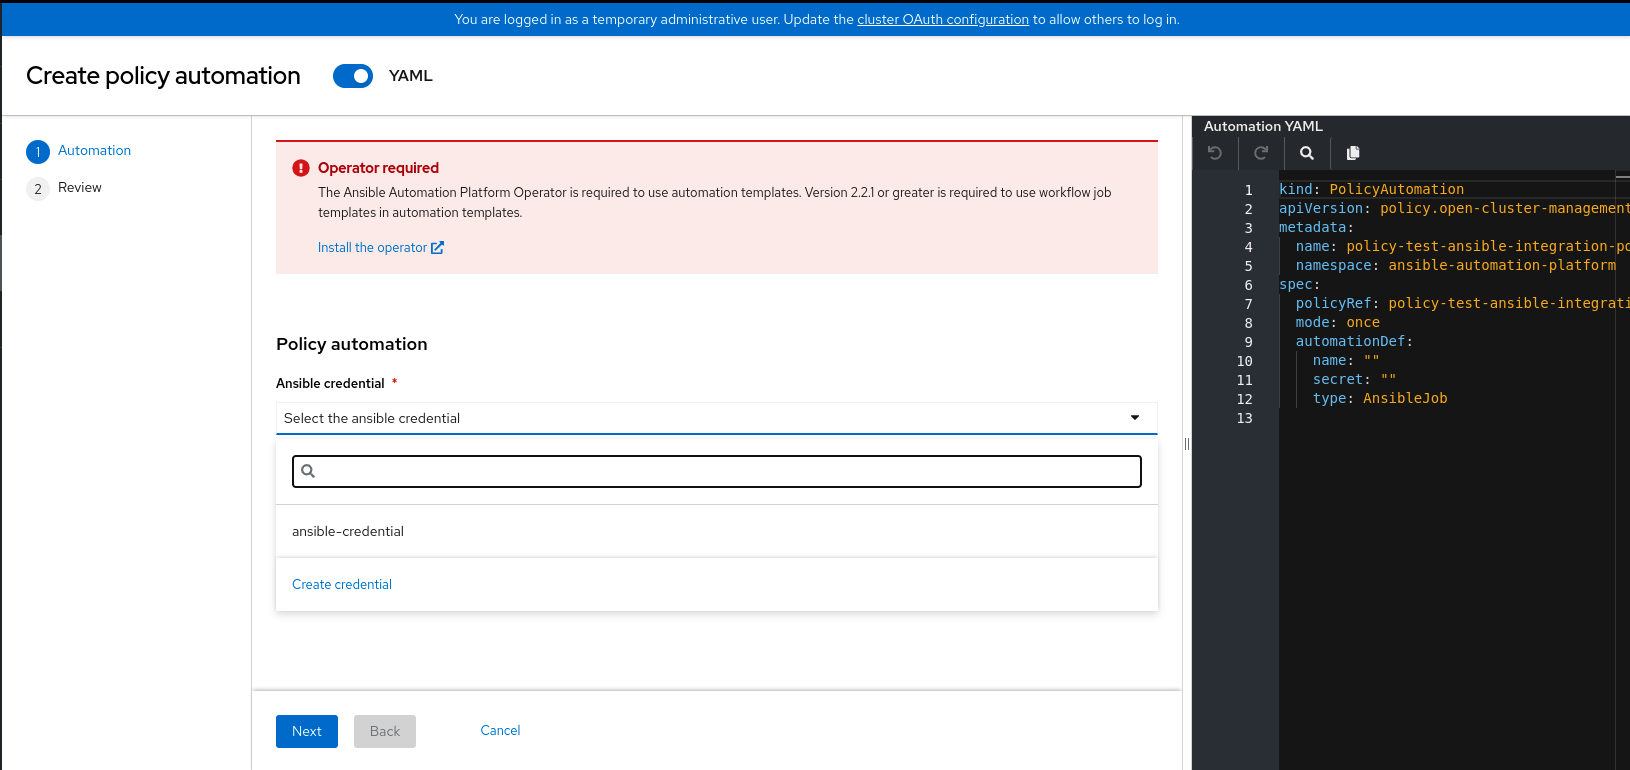 You are logged in as a temporary administrative user. Update the cluster OAuth configuration to allow others to log in.
Create policy automation
YAML
1 Automation
2 Review
Operator required
The Ansible Automation Platform Operator is required to use automation templates. Version 2.2.1 or greater is required to use workflow job
templates in automation templates.
Install the operator
Policy automation
Ansible credential *
Select the ansible credential
ansible-credential
Create credential
Next
Back
Cancel
Automation YAML
1 kind: PolicyAutomation
2 apiVersion: policy.open-cluster-management
3 metadata:
4 name: policy-test-ansible-integration-po
5 namespace: ansible-automation-platform
6 spec:
7 policyRef: policy-test-ansible-integrati
8 mode: once
9 automationDef:
10 name: ""
11 secret: ""
12 type: AnsibleJob
13